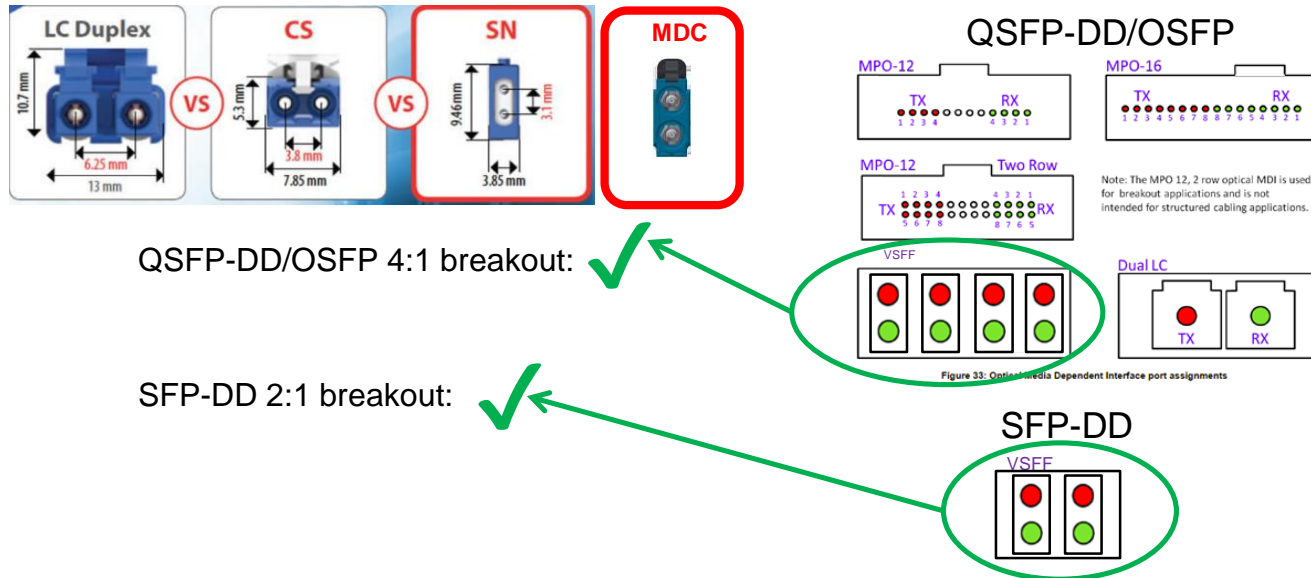 LC Duplex
10.7 mm
6.25 mm
13 mm
VS
CS
5.3 mm
3.8 mm
7.85 mm
VS
SN
9.46mm
3.1 mm
3.85 mm
MDC
QSFP-DD/OSFP
MPO-12
TX RX
1 2 3 4 4 3 2 1
MPO-16
TX RX
1 2 3 4 5 6 7 8 8 7 6 5 4 3 2 1
MPO-12 Two Row
1 2 3 4 4 3 2 1
TX RX
5 6 7 8 8 7 6 5
Note: The MPO 12, 2 row optical MDI is used
for breakout applications and is not
intended for structured cabling applications.
QSFP-DD/OSFP 4:1 breakout:
VSFF
Dual LC
TX RX
Figure 33: Optical Media Dependent Interface port assignments
SFP-DD 2:1 breakout:
SFP-DD
VSFF